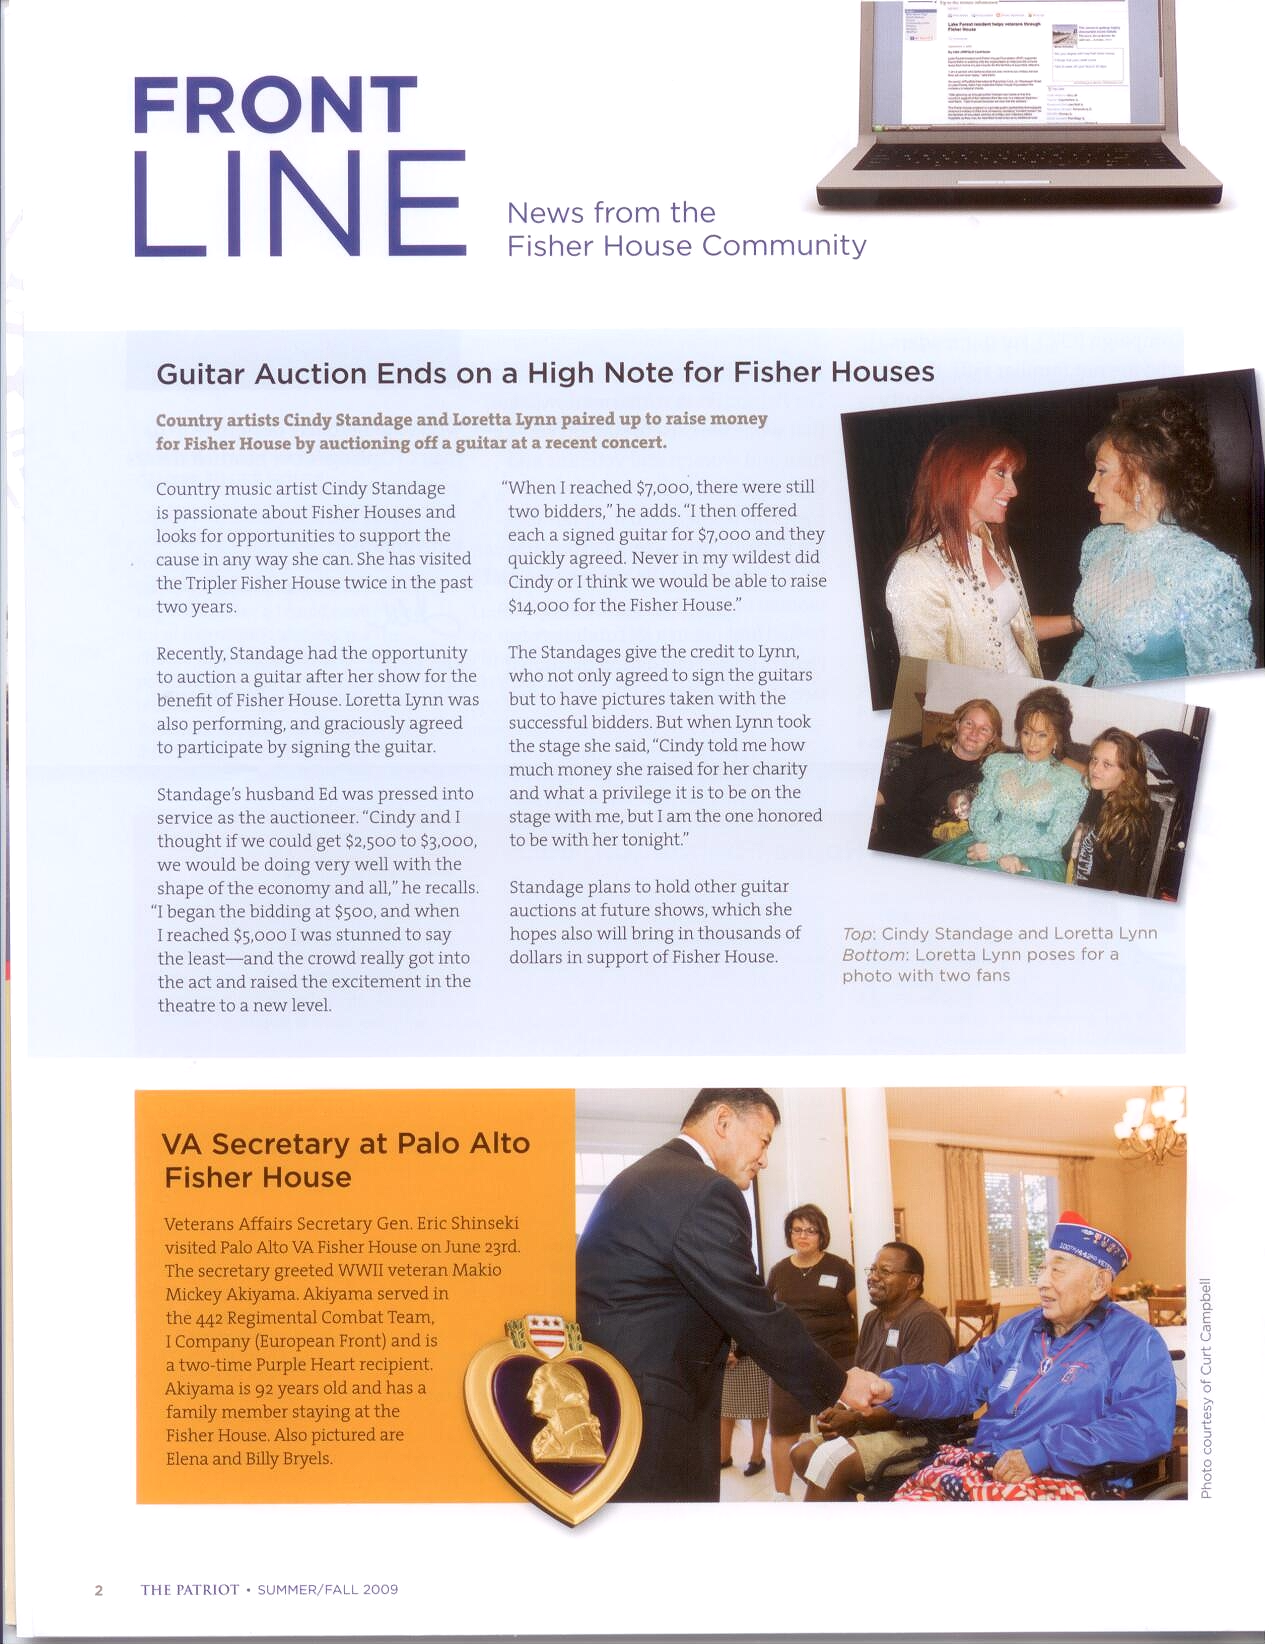 Lake Forest resident helps veterans through
Fisher House
FRONT
LINE
News from the
Fisher House Community
Guitar Auction Ends on a High Note for Fisher Houses
Country artists Cindy Standage and Loretta Lynn paired up to raise money
for Fisher House by auctioning off a guitar at a recent concert.
Country music artist Cindy Standage
is passionate about Fisher Houses and
looks for opportunities to support the
cause in any way she can. She has visited
the Tripler Fisher House twice in the past
two years.
Recently, Standage had the opportunity
to auction a guitar after her show for the
benefit of Fisher House. Loretta Lynn was
also performing, and graciously agreed
to participate by signing the guitar.
Standage's husband Ed was pressed into
service as the auctioneer. "Cindy and I
thought if we could get $2,500 to $3,000,
we would be doing very well with the
shape of the economy and all," he recalls.
"I began the bidding at $500, and when
I reached $5,000 I was stunned to say
the least—and the crowd really got into
the act and raised the excitement in the
theatre to a new level.
"When I reached $7,000, there were still
two bidders," he adds. "I then offered
each a signed guitar for $7,000 and they
quickly agreed. Never in my wildest did
Cindy or I think we would be able to raise
$14,000 for the Fisher House."
The Standages give the credit to Lynn,
who not only agreed to sign the guitars
but to have pictures taken with the
successful bidders. But when Lynn took
the stage she said, "Cindy told me how
much money she raised for her charity
and what a privilege it is to be on the
stage with me, but I am the one honored
to be with her tonight."
Standage plans to hold other guitar
auctions at future shows, which she
hopes also will bring in thousands of
dollars in support of Fisher House.
Top: Cindy Standage and Loretta Lynn
Bottom: Loretta Lynn poses for a
photo with two fans
VA Secretary at Palo Alto
Fisher House
Veterans Affairs Secretary Gen. Eric Shinseki
visited Palo Alto VA Fisher House on June 23rd.
The secretary greeted WWII veteran Makio
Mickey Akiyama. Akiyama served in
the 442 Regimental Combat Team,
I Company (European Front) and is
a two-time Purple Heart recipient.
Akiyama is 92 years old and has a
family member staying at the
Fisher House. Also pictured are
Elena and Billy Bryels.
Photo courtesy of Curt Campbell
2 THE PATRIOT • SUMMER/FALL 2009